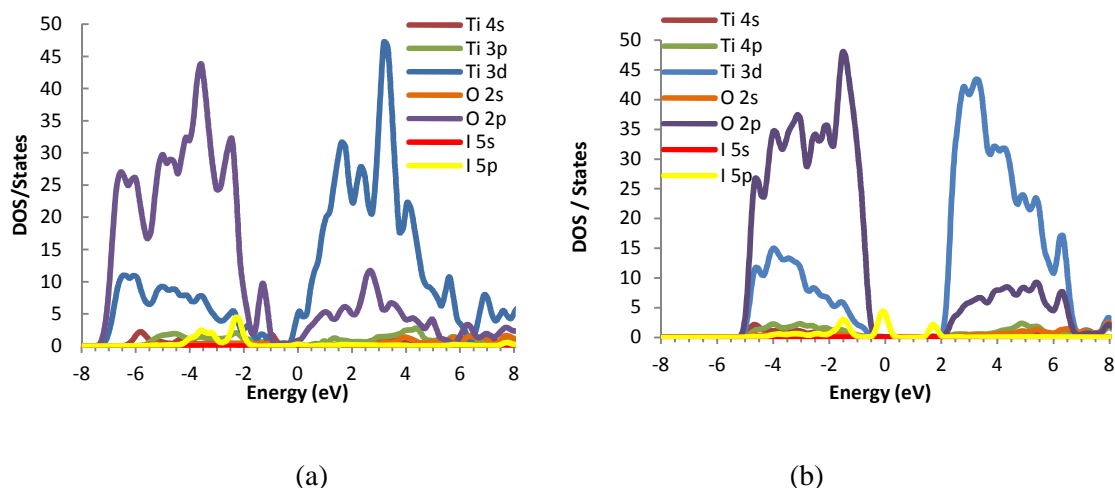 DOS/States
50
45
40
35
30
25
20
15
10
5
0
-8
-6
-4
-2
0
2
4
6
8
Energy (eV)
Ti 4s
Ti 3p
Ti 3d
O 2s
O 2p
I 5s
I 5p
(a)
DOS / States
50
45
40
35
30
25
20
15
10
5
0
-8
-6
-4
-2
0
2
4
6
8
Energy (eV)
Ti 4s
Ti 4p
Ti 3d
O 2s
O 2p
I 5s
I 5p
(b)